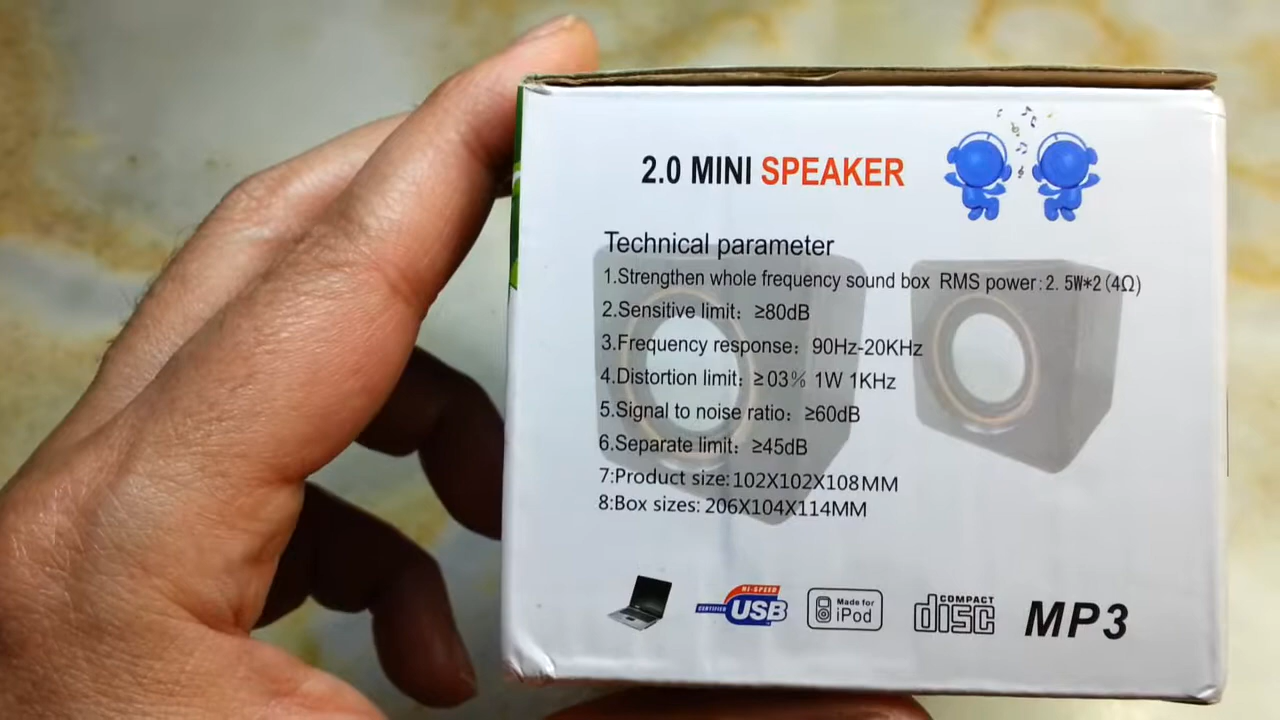 2.0 MINI SPEAKER
Technical parameter
1.Strengthen whole frequency sound box RMS power:2.5W*2(4Ω)
2.Sensitive limit: ≥80dB
3.Frequency response: 90Hz-20KHz
4.Distortion limit: ≥03% 1W 1KHz
5.Signal to noise ratio: ≥60dB
6.Separate limit: ≥45dB
7:Product size:102X102X108MM
8:Box sizes: 206X104X114MM
HI-SPEED
CERTIFIED USB
Made for
iPod
COMPACT
disc
MP3